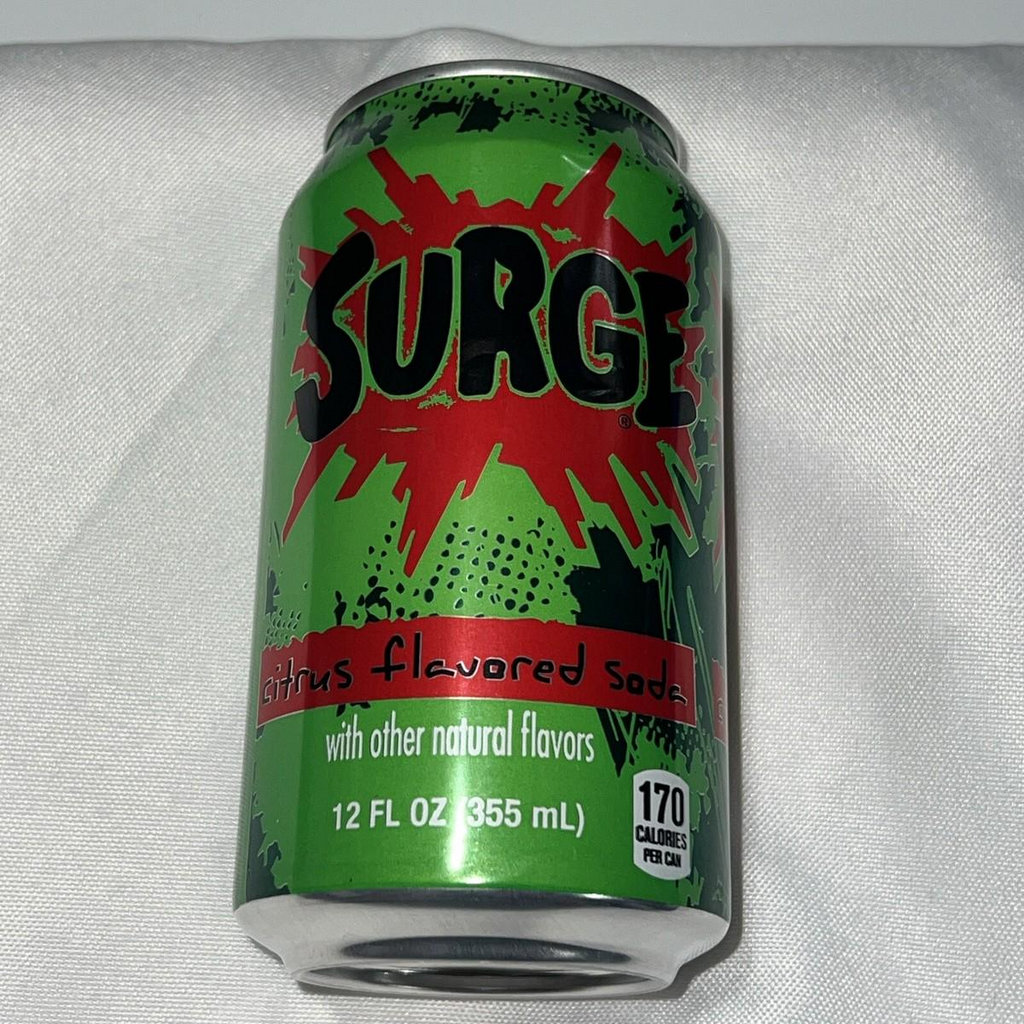 SURGE
®
citrus flavored soda
with other natural flavors
12 FL OZ (355 mL)
170
CALORIES
PER CAN